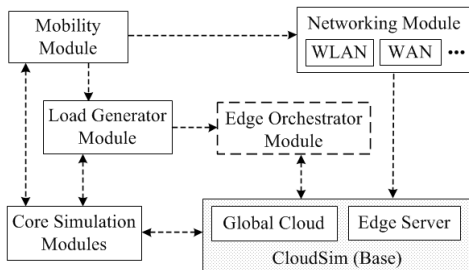 Mobility
Module
Networking Module
WLAN
WAN
•••
Load Generator
Module
Edge Orchestrator
Module
Core Simulation
Modules
Global Cloud
Edge Server
CloudSim (Base)